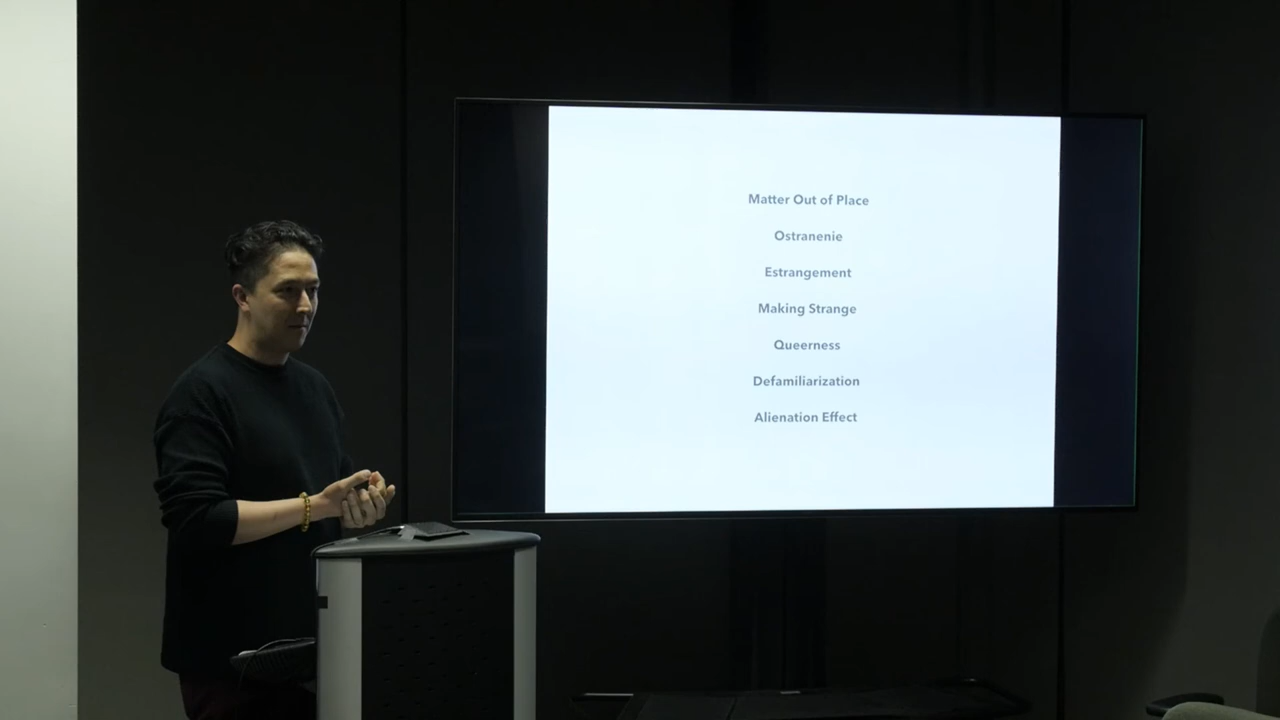 Matter Out of Place
Ostranenie
Estrangement
Making Strange
Queerness
Defamiliarization
Alienation Effect